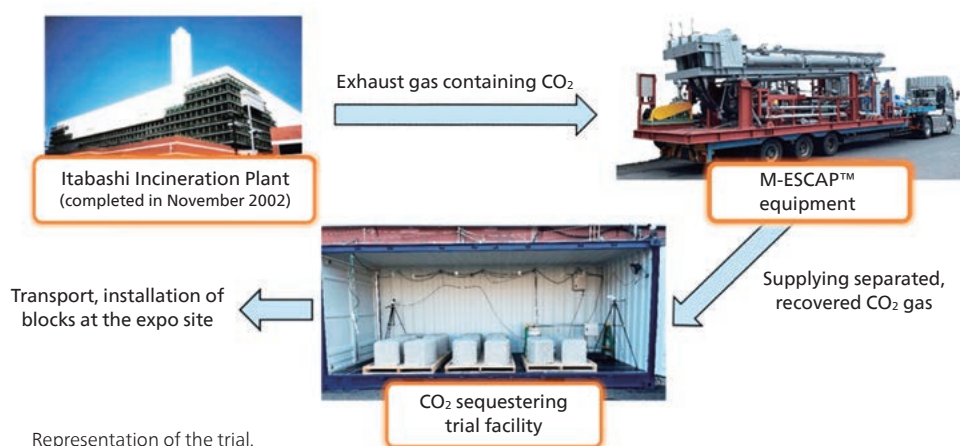 Exhaust gas containing CO₂
Itabashi Incineration Plant
(completed in November 2002)
M-ESCAP™
equipment
Supplying separated,
recovered CO₂ gas
Transport, installation of
blocks at the expo site
CO₂ sequestering
trial facility
Representation of the trial.